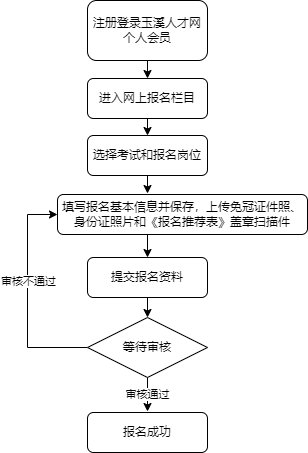 注册登录玉溪人才网
个人会员
进入网上报名栏目
选择考试和报名岗位
填写报名基本信息并保存，上传免冠证件照、
身份证照片和《报名推荐表》盖章扫描件
提交报名资料
审核不通过
等待审核
审核通过
报名成功